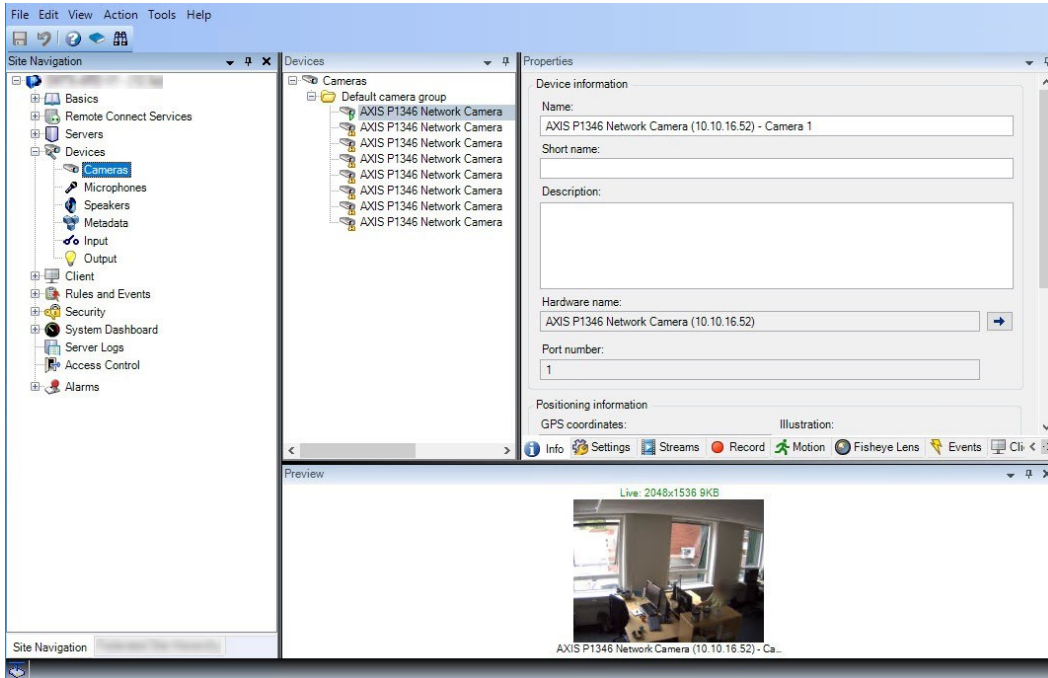 File Edit View Action Tools Help
Site Navigation
Basics
Remote Connect Services
Servers
Devices
Cameras
Microphones
Speakers
Metadata
Input
Output
Client
Rules and Events
Security
System Dashboard
Server Logs
Access Control
Alarms
Site Navigation
Devices
Cameras
Default camera group
AXIS P1346 Network Camera
AXIS P1346 Network Camera
AXIS P1346 Network Camera
AXIS P1346 Network Camera
AXIS P1346 Network Camera
AXIS P1346 Network Camera
AXIS P1346 Network Camera
AXIS P1346 Network Camera
Properties
Device information
Name:
AXIS P1346 Network Camera (10.10.16.52) - Camera 1
Short name:
Description:
Hardware name:
AXIS P1346 Network Camera (10.10.16.52)
Port number:
1
Positioning information
GPS coordinates: Illustration:
Info Settings Streams Record Motion Fisheye Lens Events Cli
Preview
Live: 2048x1536 9KB
AXIS P1346 Network Camera (10.10.16.52) - Ca...